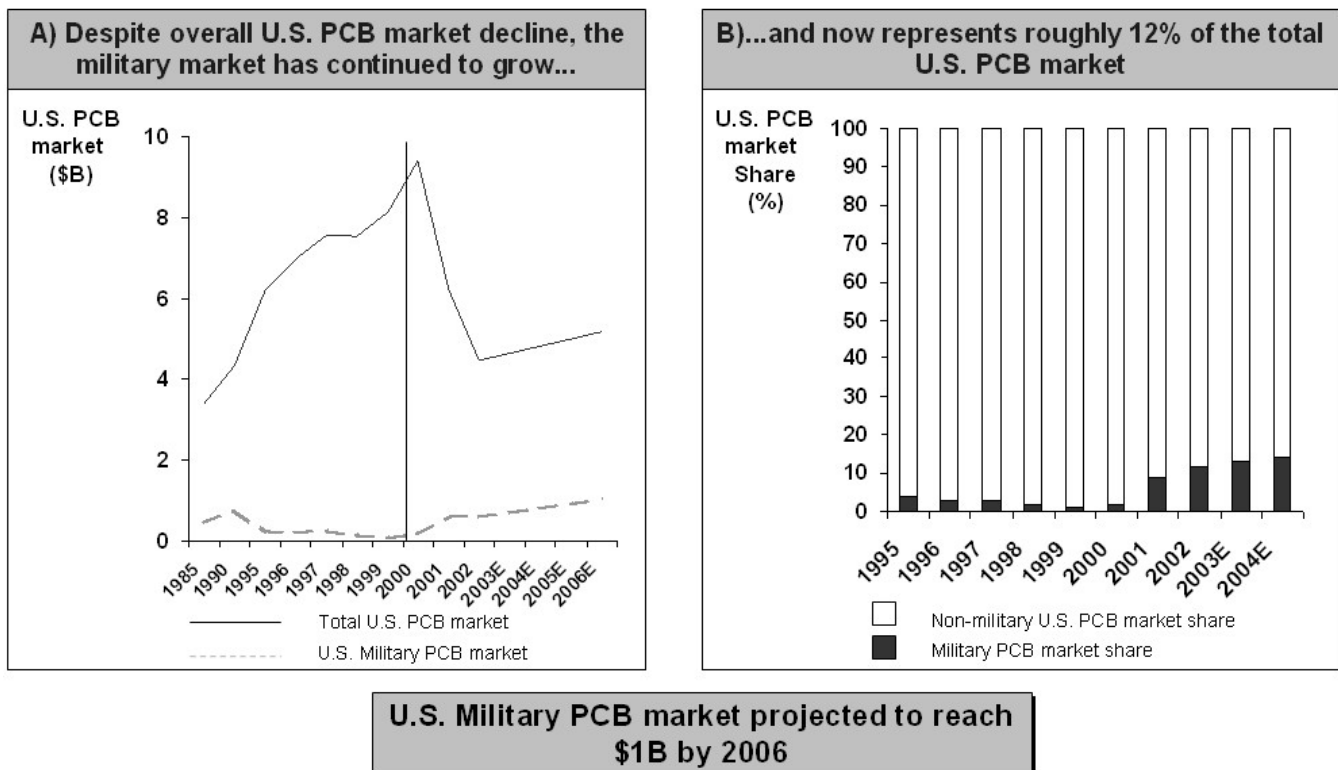 A) Despite overall U.S. PCB market decline, the
military market has continued to grow...
U.S. PCB
market
($B)
10
8
6
4
2
0
1985
1990
1995
1996
1997
1998
1999
2000
2001
2002
2003E
2004E
2005E
2006E
Total U.S. PCB market
U.S. Military PCB market
B)...and now represents roughly 12% of the total
U.S. PCB market
U.S. PCB
market
Share
(%)
100
90
80
70
60
50
40
30
20
10
0
1995
1996
1997
1998
1999
2000
2001
2002
2003E
2004E
Non-military U.S. PCB market share
Military PCB market share
U.S. Military PCB market projected to reach
$1B by 2006